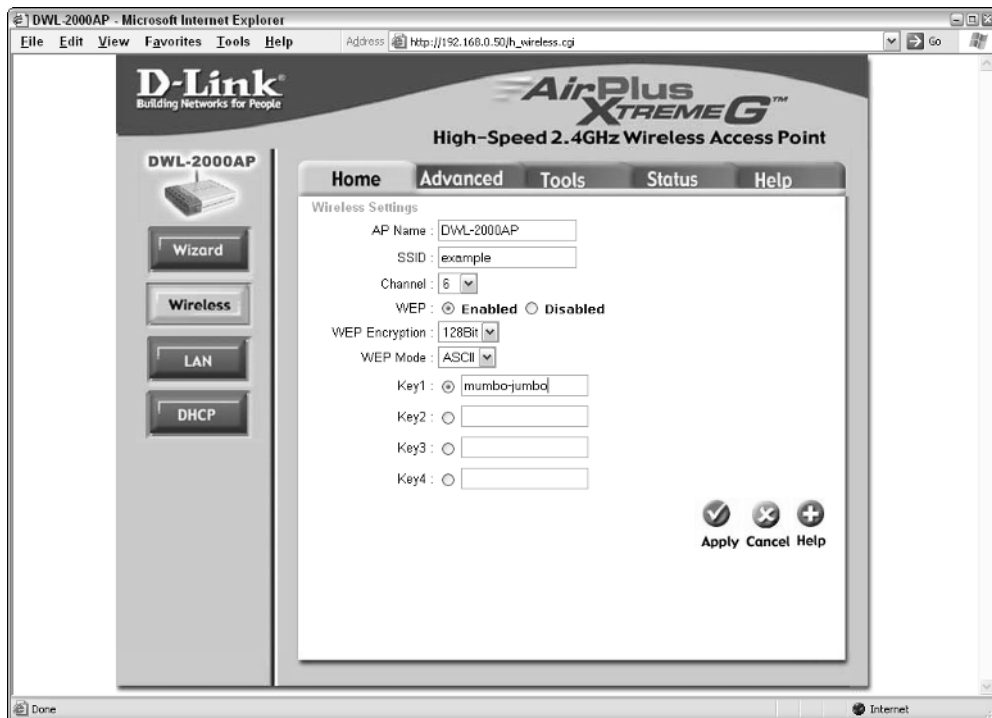 DWL-2000AP - Microsoft Internet Explorer
File Edit View Favorites Tools Help Address http://192.168.0.50/h_wireless.cgi Go
D-Link®
Building Networks for People
AirPlus
XTREME G™
High-Speed 2.4GHz Wireless Access Point
DWL-2000AP
Home Advanced Tools Status Help
Wizard
Wireless
LAN
DHCP
Wireless Settings
AP Name : DWL-2000AP
SSID : example
Channel : 6
WEP : Enabled Disabled
WEP Encryption : 128Bit
WEP Mode : ASCII
Key1 : mumbo-jumbo
Key2 :
Key3 :
Key4 :
Apply Cancel Help
Done Internet